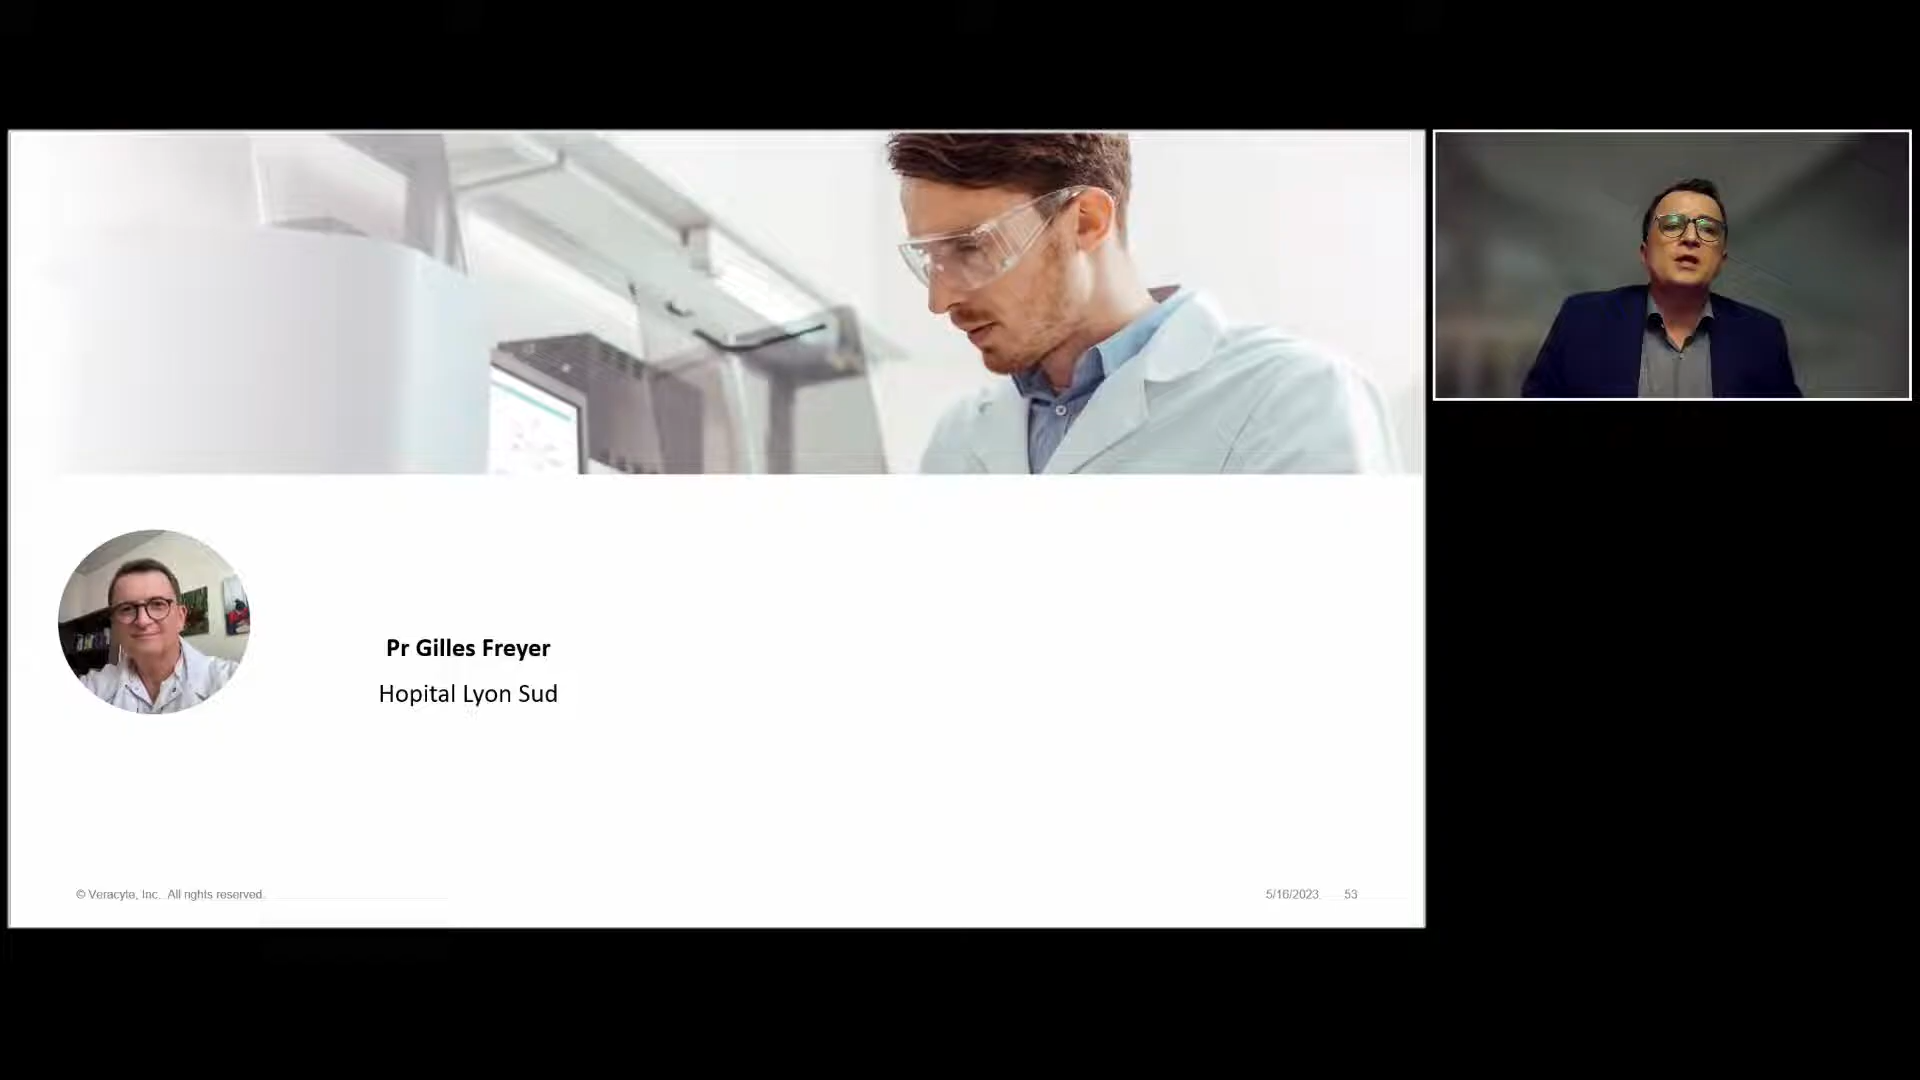 Pr Gilles Freyer
Hopital Lyon Sud
© Veracyte, Inc. All rights reserved.
5/16/2023 53